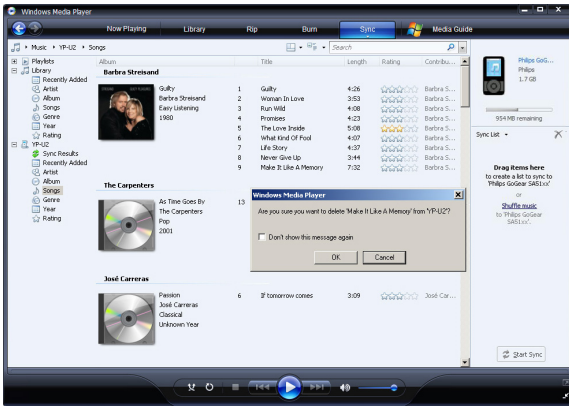 Windows Media Player
Now Playing Library Rip Burn Sync Media Guide
Music YP-U2 Songs
Search
Playlists
Library
Recently Added
Artist
Album
Songs
Genre
Year
Rating
YP-U2
Sync Results
Recently Added
Artist
Album
Songs
Genre
Year
Rating
Album Title Length Rating Contribu...
Barbra Streisand
Guilty
Barbra Streisand
Easy Listening
1980
1 Guilty 4:26 Barbra S...
2 Woman In Love 3:53 Barbra S...
3 Run Wild 4:08 Barbra S...
4 Promises 4:23 Barbra S...
5 The Love Inside 5:08 Barbra S...
6 What Kind Of Fool 4:07 Barbra S...
7 Life Story 4:37 Barbra S...
8 Never Give Up 3:44 Barbra S...
9 Make It Like A Memory 7:32 Barbra S...
The Carpenters
As Time Goes By
The Carpenters
Pop
2001
13
Windows Media Player
Are you sure you want to delete 'Make It Like A Memory' from 'YP-U2'?
Don't show this message again
OK Cancel
José Carreras
Passion
José Carreras
Classical
Unknown Year
6 If tomorrow comes 3:09 José Car...
Philips GoG...
Philips
1.7 GB
954 MB remaining
Sync List
Drag items here
to create a list to sync to
'Philips GoGear SA51xx'
or
Shuffle music
to 'Philips GoGear
SA51xx'.
Start Sync